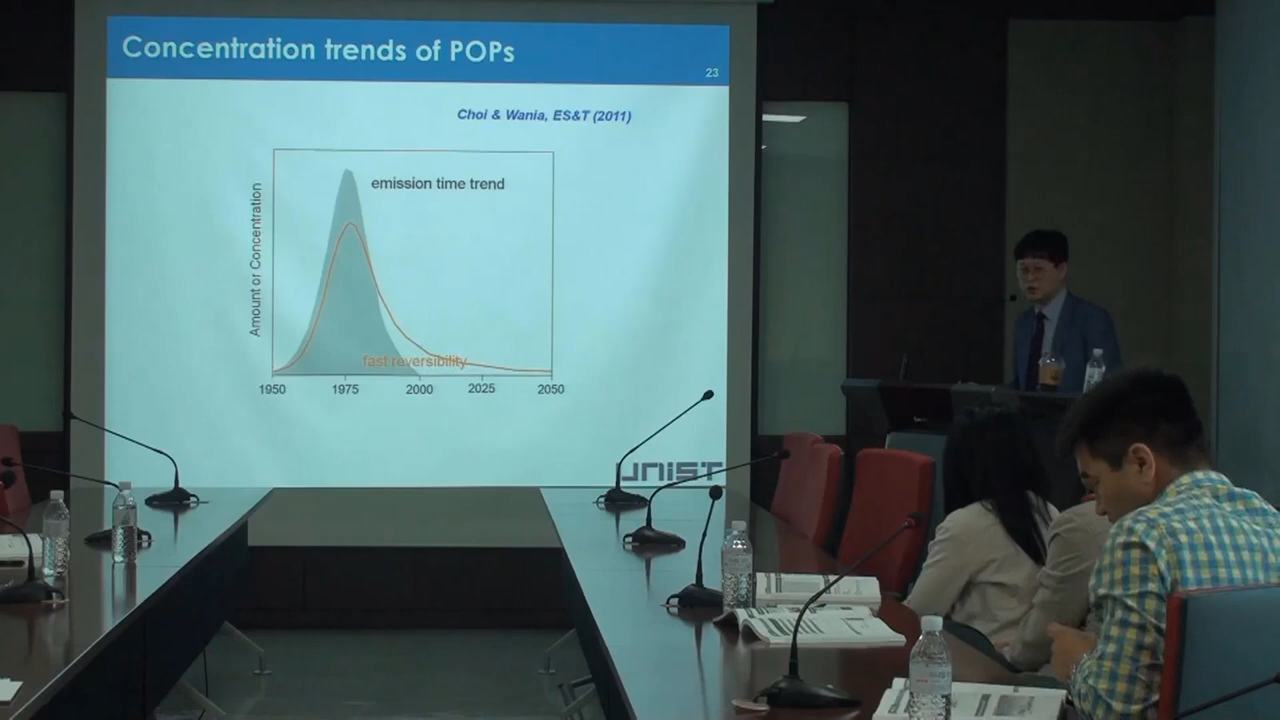 Concentration trends of POPs
23
Choi & Wania, ES&T (2011)
emission time trend
Amount or Concentration
fast reversibility
1950 1975 2000 2025 2050
UNIST